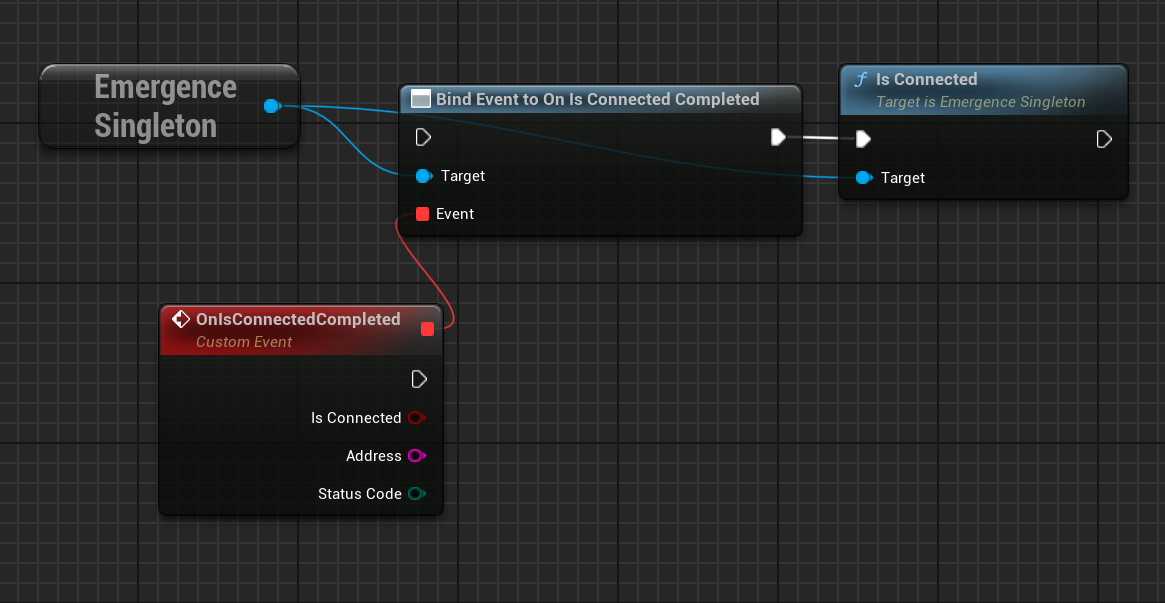 Emergence
Singleton
Bind Event to On Is Connected Completed
Target
Event
Is Connected
Target is Emergence Singleton
Target
OnIsConnectedCompleted
Custom Event
Is Connected
Address
Status Code